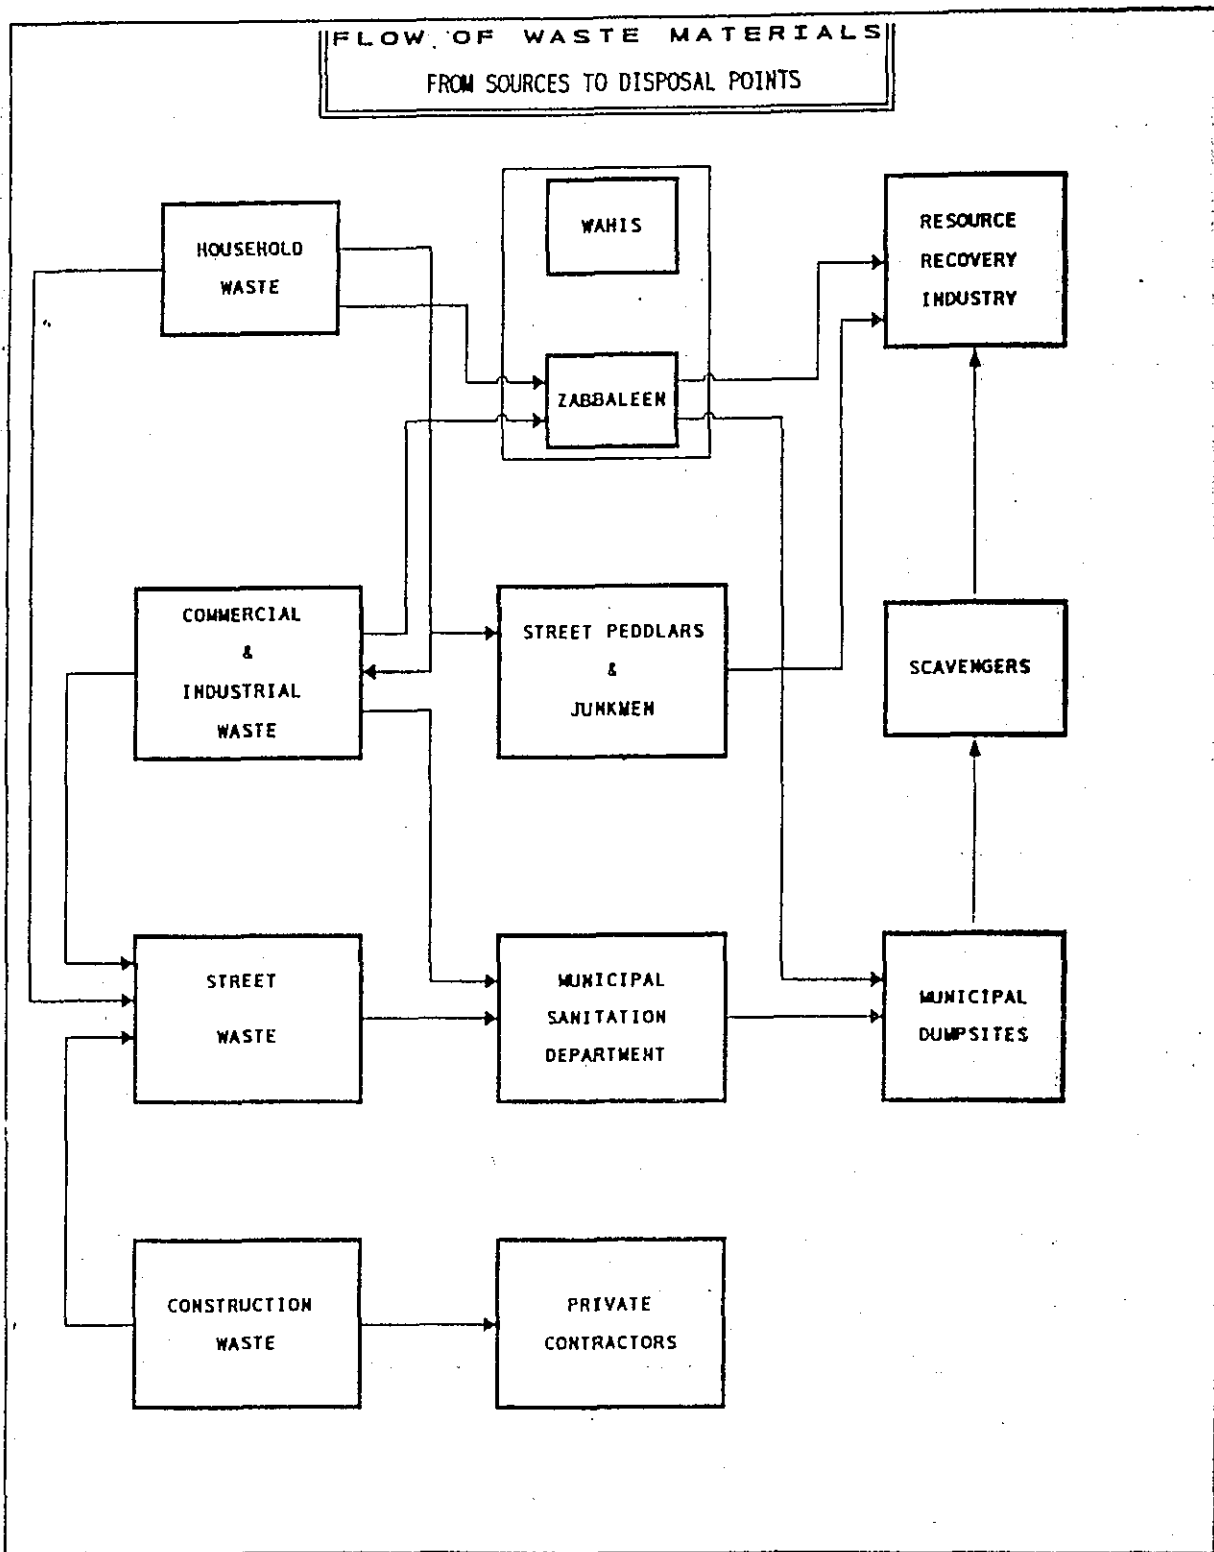 FLOW OF WASTE MATERIALS
FROM SOURCES TO DISPOSAL POINTS
HOUSEHOLD
WASTE
WAHIS
RESOURCE
RECOVERY
INDUSTRY
ZABBALEEN
COMMERCIAL
&
INDUSTRIAL
WASTE
STREET PEDDLARS
&
JUNKMEN
SCAVENGERS
STREET
WASTE
MUNICIPAL
SANITATION
DEPARTMENT
MUNICIPAL
DUMPSITES
CONSTRUCTION
WASTE
PRIVATE
CONTRACTORS